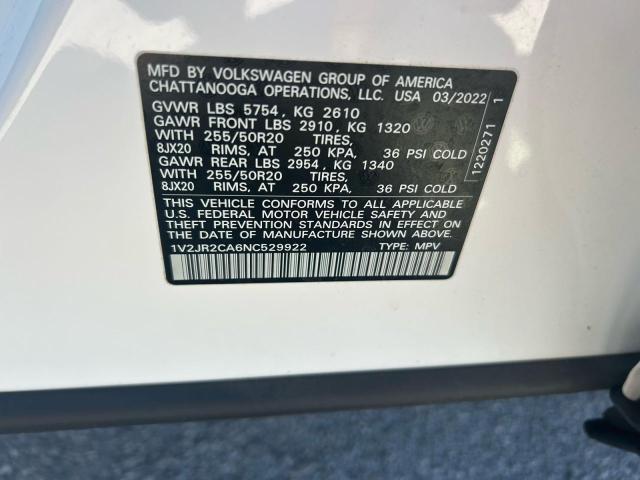 MFD BY VOLKSWAGEN GROUP OF AMERICA
CHATTANOOGA OPERATIONS, LLC. USA 03/2022
GVWR LBS 5754, KG 2610
GAWR FRONT LBS 2910, KG 1320
WITH 255/50R20 TIRES,
8JX20 RIMS, AT 250 KPA, 36 PSI COLD
GAWR REAR LBS 2954, KG 1340
WITH 255/50R20 TIRES,
8JX20 RIMS, AT 250 KPA, 36 PSI COLD
THIS VEHICLE CONFORMS TO ALL APPLICABLE
U.S. FEDERAL MOTOR VEHICLE SAFETY AND
THEFT PREVENTION STANDARDS IN EFFECT ON
THE DATE OF MANUFACTURE SHOWN ABOVE.
1V2JR2CA6NC529922 TYPE: MPV
1220271 1